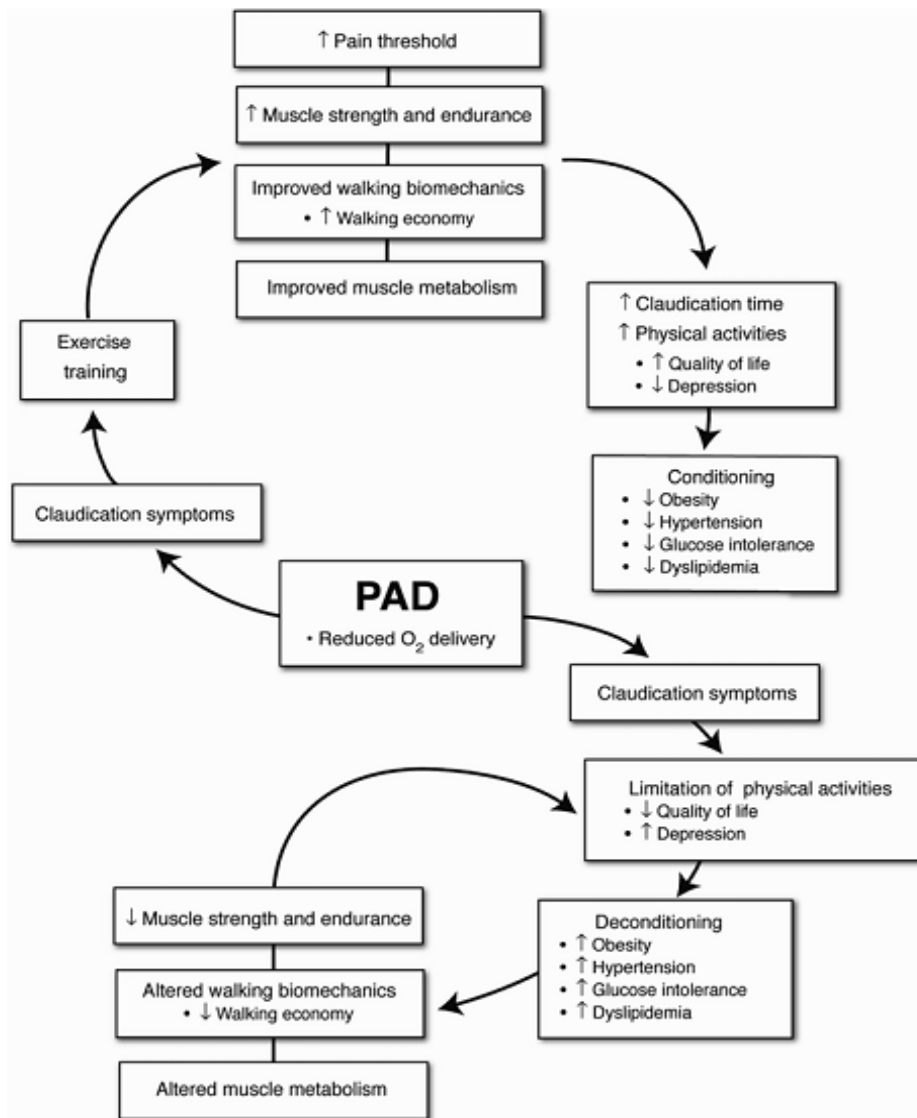 ↑ Pain threshold
↑ Muscle strength and endurance
Improved walking biomechanics
• ↑ Walking economy
Improved muscle metabolism
Exercise
training
Claudication symptoms
↑ Claudication time
↑ Physical activities
• ↑ Quality of life
• ↓ Depression
Conditioning
• ↓ Obesity
• ↓ Hypertension
• ↓ Glucose intolerance
• ↓ Dyslipidemia
PAD
• Reduced O₂ delivery
Claudication symptoms
Limitation of physical activities
• ↓ Quality of life
• ↑ Depression
Deconditioning
• ↑ Obesity
• ↑ Hypertension
• ↑ Glucose intolerance
• ↑ Dyslipidemia
↓ Muscle strength and endurance
Altered walking biomechanics
• ↓ Walking economy
Altered muscle metabolism